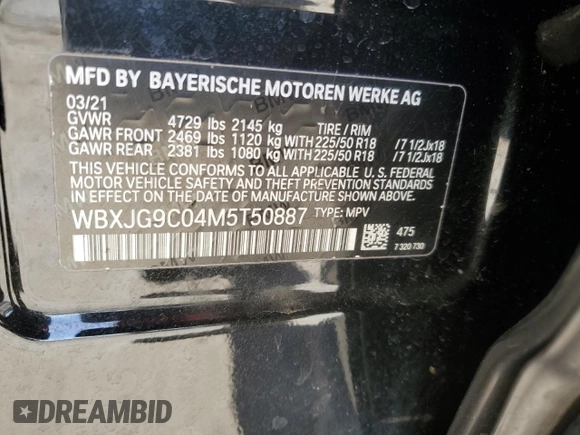 MFD BY BAYERISCHE MOTOREN WERKE AG
03/21
GVWR 4729 lbs 2145 kg TIRE / RIM
GAWR FRONT 2469 lbs 1120 kg WITH 225/50 R18 /7 1/2Jx18
GAWR REAR 2381 lbs 1080 kg WITH 225/50 R18 /7 1/2Jx18
THIS VEHICLE CONFORMS TO ALL APPLICABLE U. S. FEDERAL
MOTOR VEHICLE SAFETY, BUMPER, AND THEFT PREVENTION
STANDARDS IN EFFECT ON THE DATE OF MANUFACTURE SHOWN ABOVE.
WBXJG9C04M5T50887 TYPE: MPV
475
7 320 730
DREAMBID